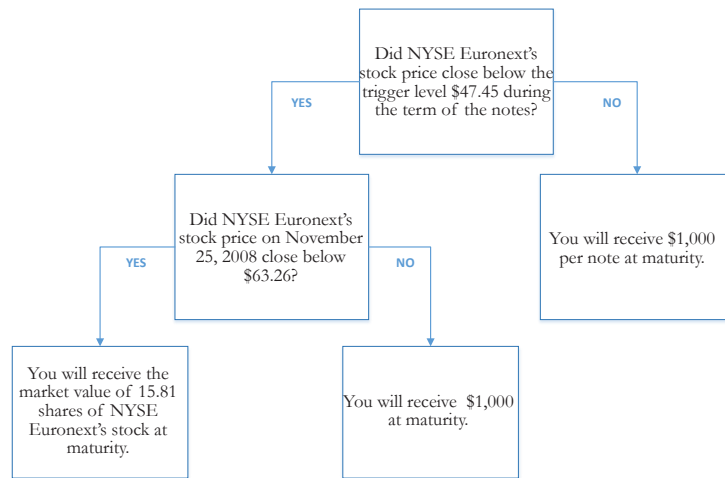 Did NYSE Euronext's
stock price close below the
trigger level $47.45 during
the term of the notes?
YES
NO
Did NYSE Euronext's
stock price on November
25, 2008 close below
$63.26?
You will receive $1,000
per note at maturity.
YES
NO
You will receive the
market value of 15.81
shares of NYSE
Euronext's stock at
maturity.
You will receive $1,000
at maturity.